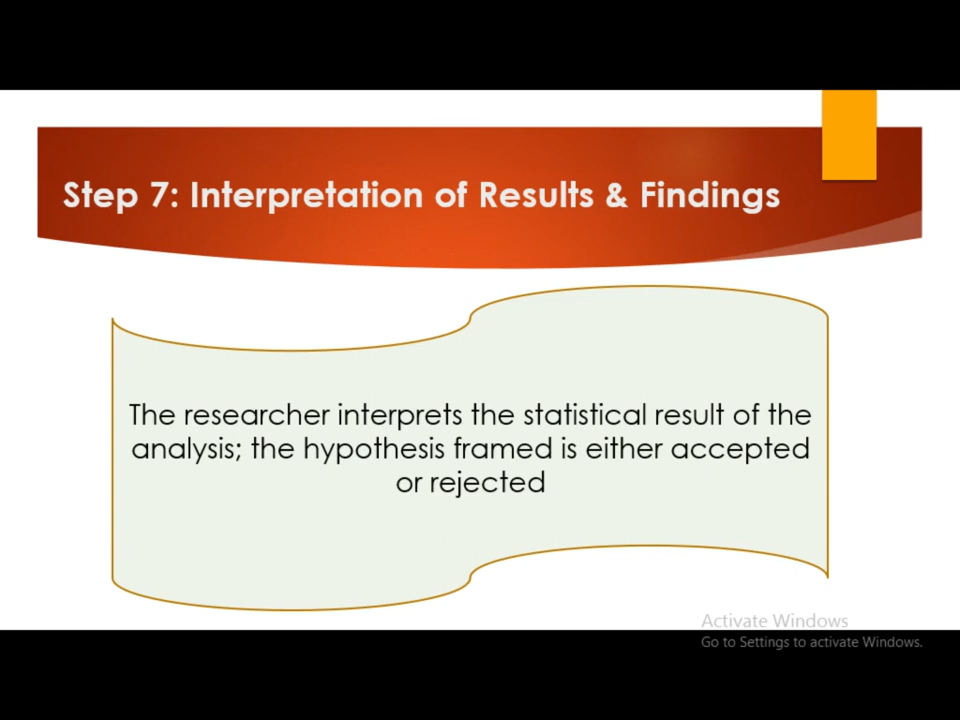 Step 7: Interpretation of Results & Findings
The researcher interprets the statistical result of the
analysis; the hypothesis framed is either accepted
or rejected
Activate Windows
Go to Settings to activate Windows.